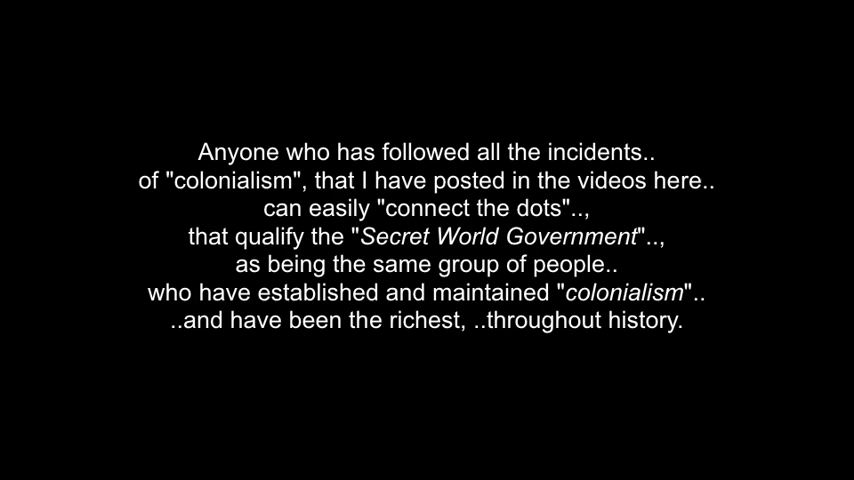 Anyone who has followed all the incidents..
of "colonialism", that I have posted in the videos here..
can easily "connect the dots"..,
that qualify the "Secret World Government"..,
as being the same group of people..
who have established and maintained "colonialism"..
..and have been the richest, ..throughout history.